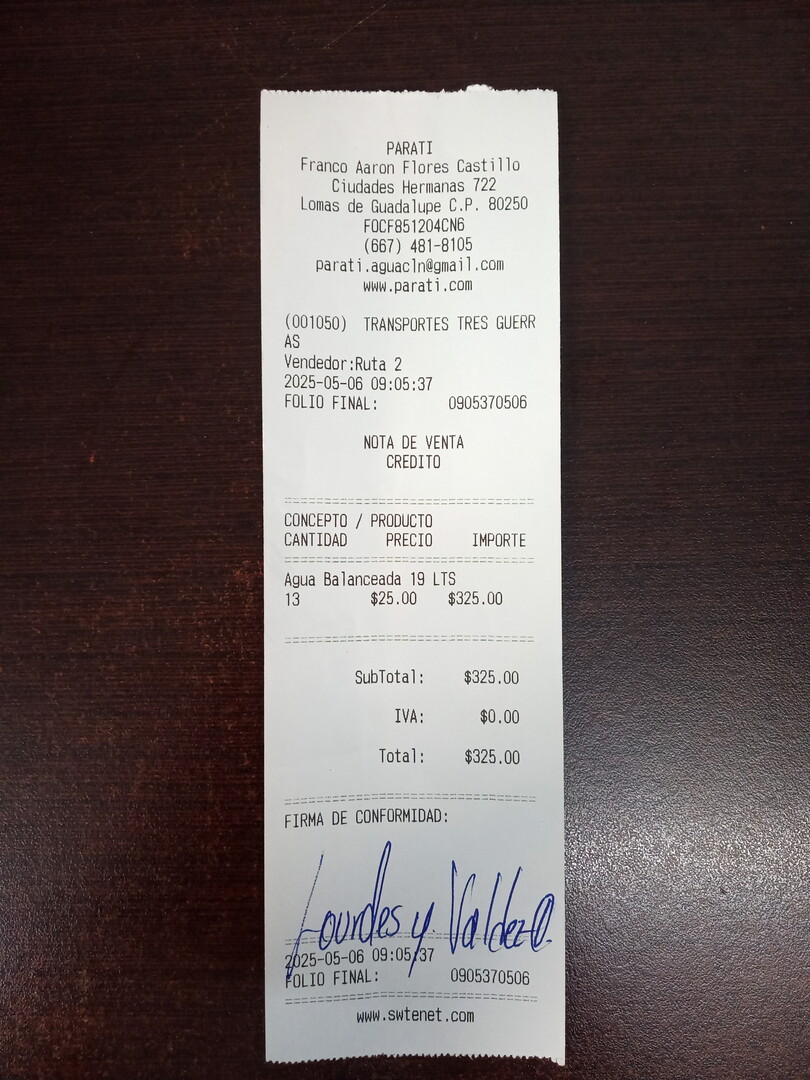 PARATI
Franco Aaron Flores Castillo
Ciudades Hermanas 722
Lomas de Guadalupe C.P. 80250
FOCF851204CN6
(667) 481-8105
parati.aguacln@gmail.com
www.parati.com
(001050) TRANSPORTES TRES GUERR
AS
Vendedor:Ruta 2
2025-05-06 09:05:37
FOLIO FINAL: 0905370506
NOTA DE VENTA
CREDITO
CONCEPTO / PRODUCTO
CANTIDAD PRECIO IMPORTE
Agua Balanceada 19 LTS
13 $25.00 $325.00
SubTotal: $325.00
IVA: $0.00
Total: $325.00
FIRMA DE CONFORMIDAD:
Lourdes y. Valdez O.
2025-05-06 09:05:37
FOLIO FINAL: 0905370506
www.swtenet.com